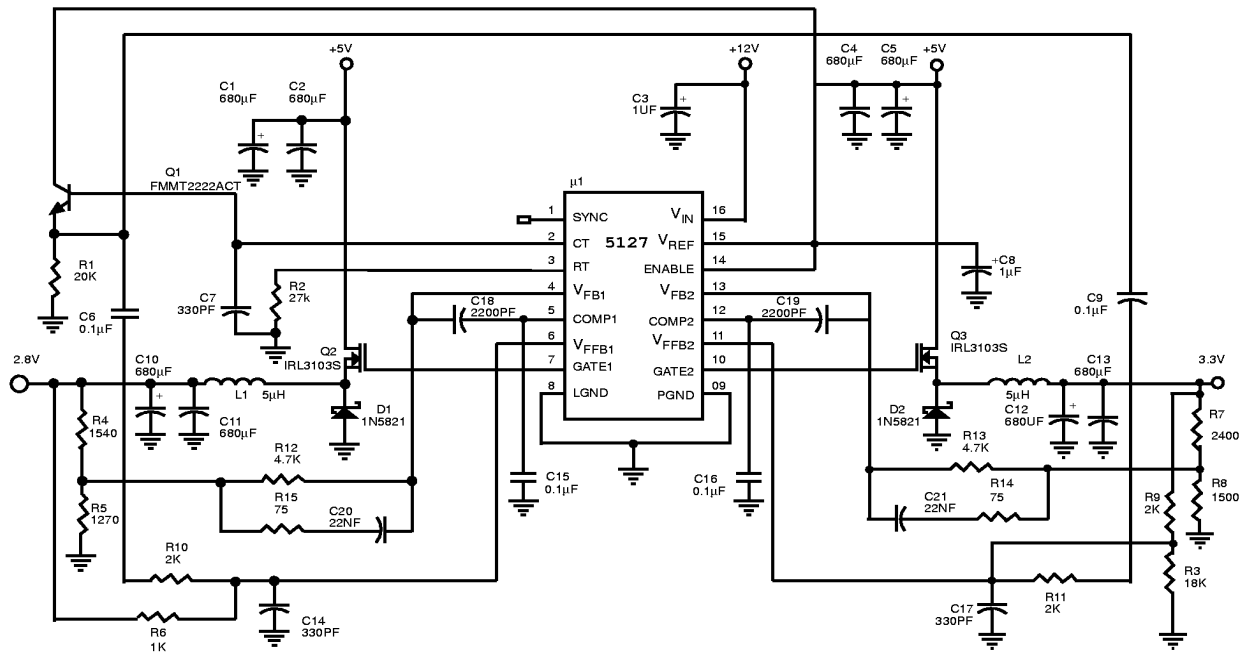 +5V
+12V
C4
680µF
C5
680µF
+5V
C1
680µF
C2
680µF
C3
1UF
+
+
+
Q1
FMMT2222ACT
µ1
1
SYNC
VIN
16
2
CT
5127
VREF
15
3
RT
ENABLE
14
4
VFB1
VFB2
13
5
COMP1
COMP2
12
6
VFFB1
VFFB2
11
7
GATE1
GATE2
10
8
LGND
PGND
09
R1
20K
C7
330PF
R2
27k
C6
0.1µF
C18
2200PF
C19
2200PF
+C8
1µF
C9
0.1µF
Q2
IRL3103S
Q3
IRL3103S
2.8V
C10
680µF
+
L1
5µH
C11
680µF
D1
1N5821
D2
1N5821
L2
5µH
C13
680µF
C12
680UF
+
3.3V
R4
1540
R5
1270
R12
4.7K
R15
75
C20
22NF
C15
0.1µF
C16
0.1µF
R13
4.7K
R14
75
C21
22NF
R7
2400
R8
1500
R9
2K
R3
18K
R10
2K
R6
1K
C14
330PF
C17
330PF
R11
2K